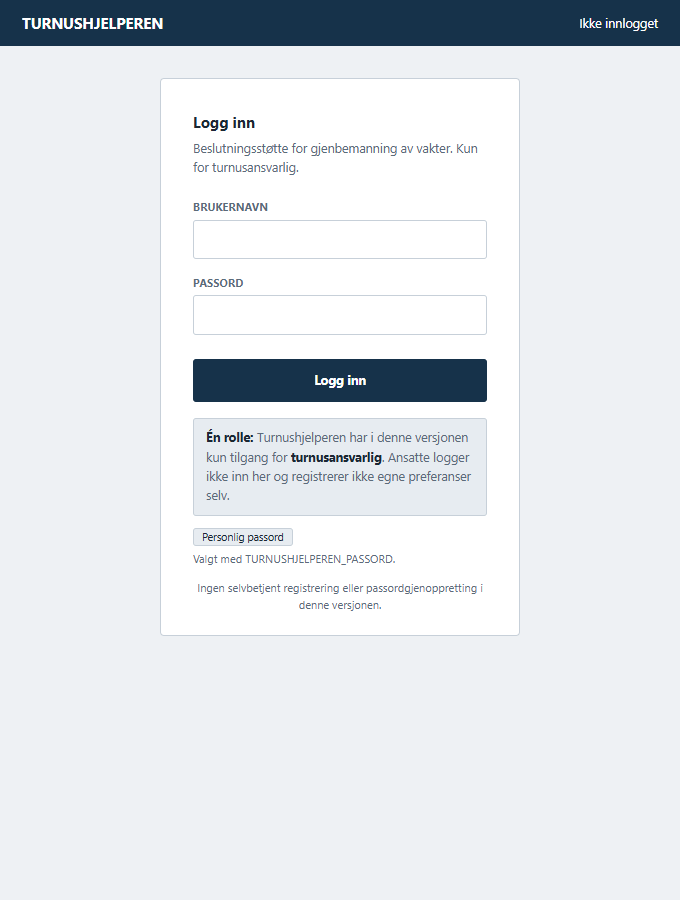 TURNUSHJELPEREN
Ikke innlogget
Logg inn
Beslutningsstøtte for gjenbemanning av vakter. Kun
for turnusansvarlig.
BRUKERNAVN
PASSORD
Logg inn
Én rolle: Turnushjelperen har i denne versjonen
kun tilgang for turnusansvarlig. Ansatte logger
ikke inn her og registrerer ikke egne preferanser
selv.
Personlig passord
Valgt med TURNUSHJELPEREN_PASSORD.
Ingen selvbetjent registrering eller passordgjenoppretting i
denne versjonen.